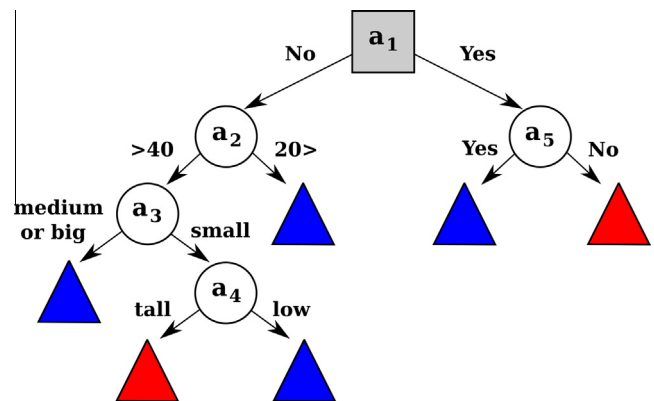 a1
No
Yes
a2
a5
>40
20>
Yes
No
medium
or big
a3
small
a4
tall
low